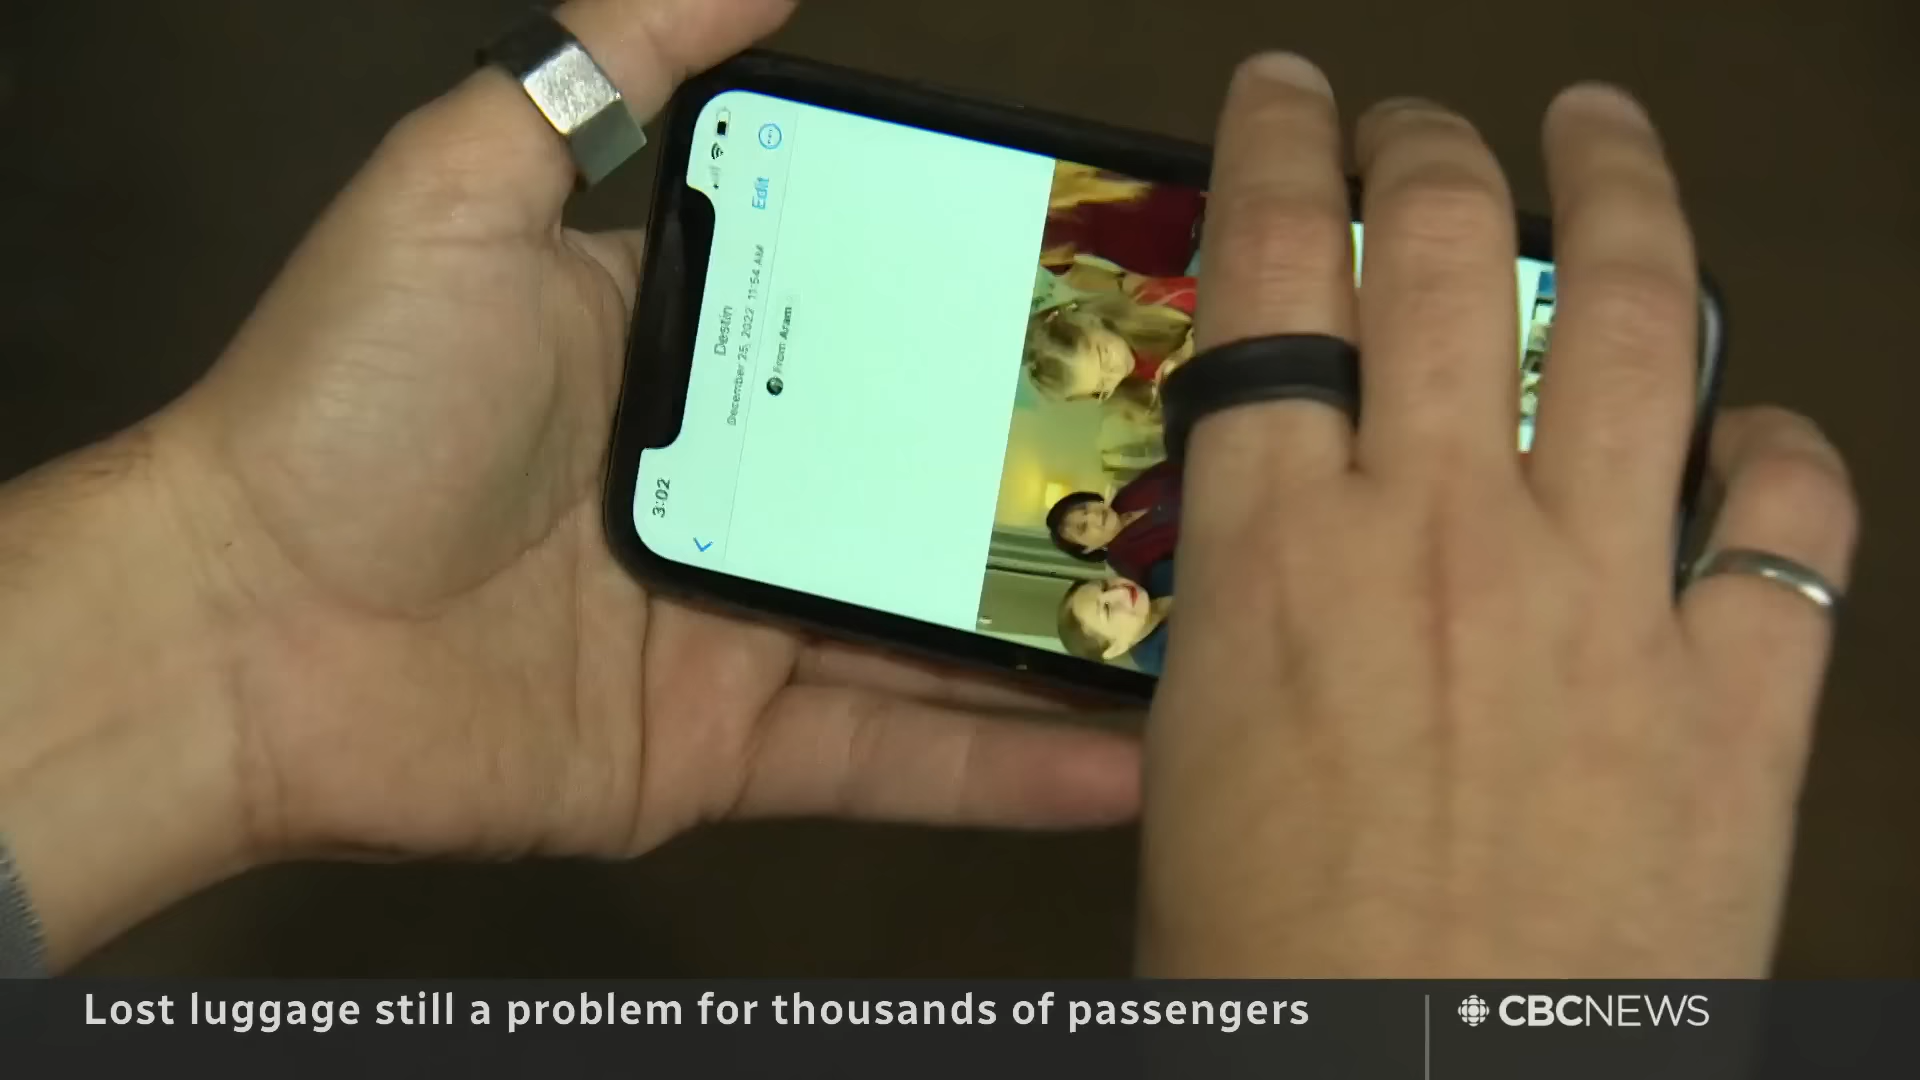 3:02
Destin
December 25, 2022 11:54 AM
Edit
From Aram
Lost luggage still a problem for thousands of passengers
CBCNEWS